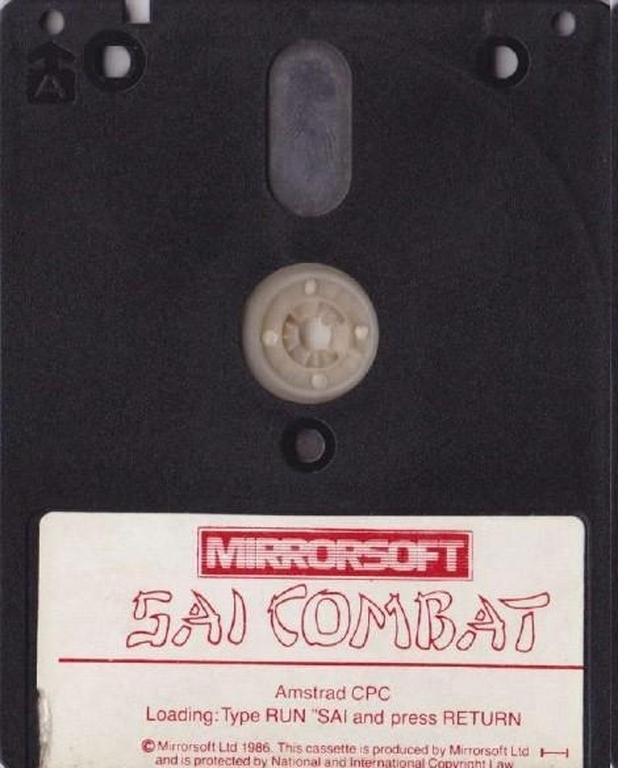 A
MIRRORSOFT
SAI COMBAT
Amstrad CPC
Loading: Type RUN "SAI and press RETURN
© Mirrorsoft Ltd 1986. This cassette is produced by Mirrorsoft Ltd
and is protected by National and International Copyright Law